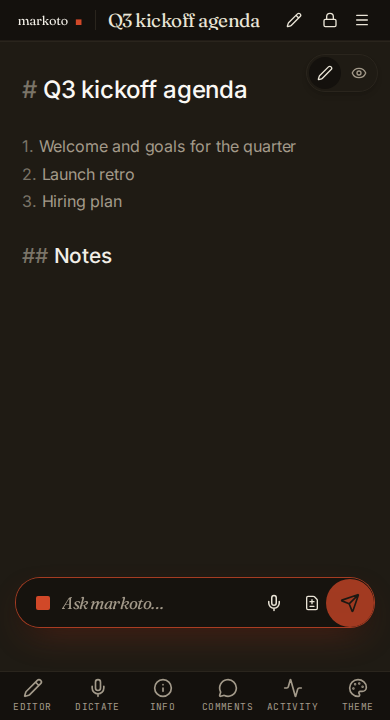 markoto
Q3 kickoff agenda
# Q3 kickoff agenda
1. Welcome and goals for the quarter
2. Launch retro
3. Hiring plan
## Notes
Ask markoto...
EDITOR DICTATE INFO COMMENTS ACTIVITY THEME